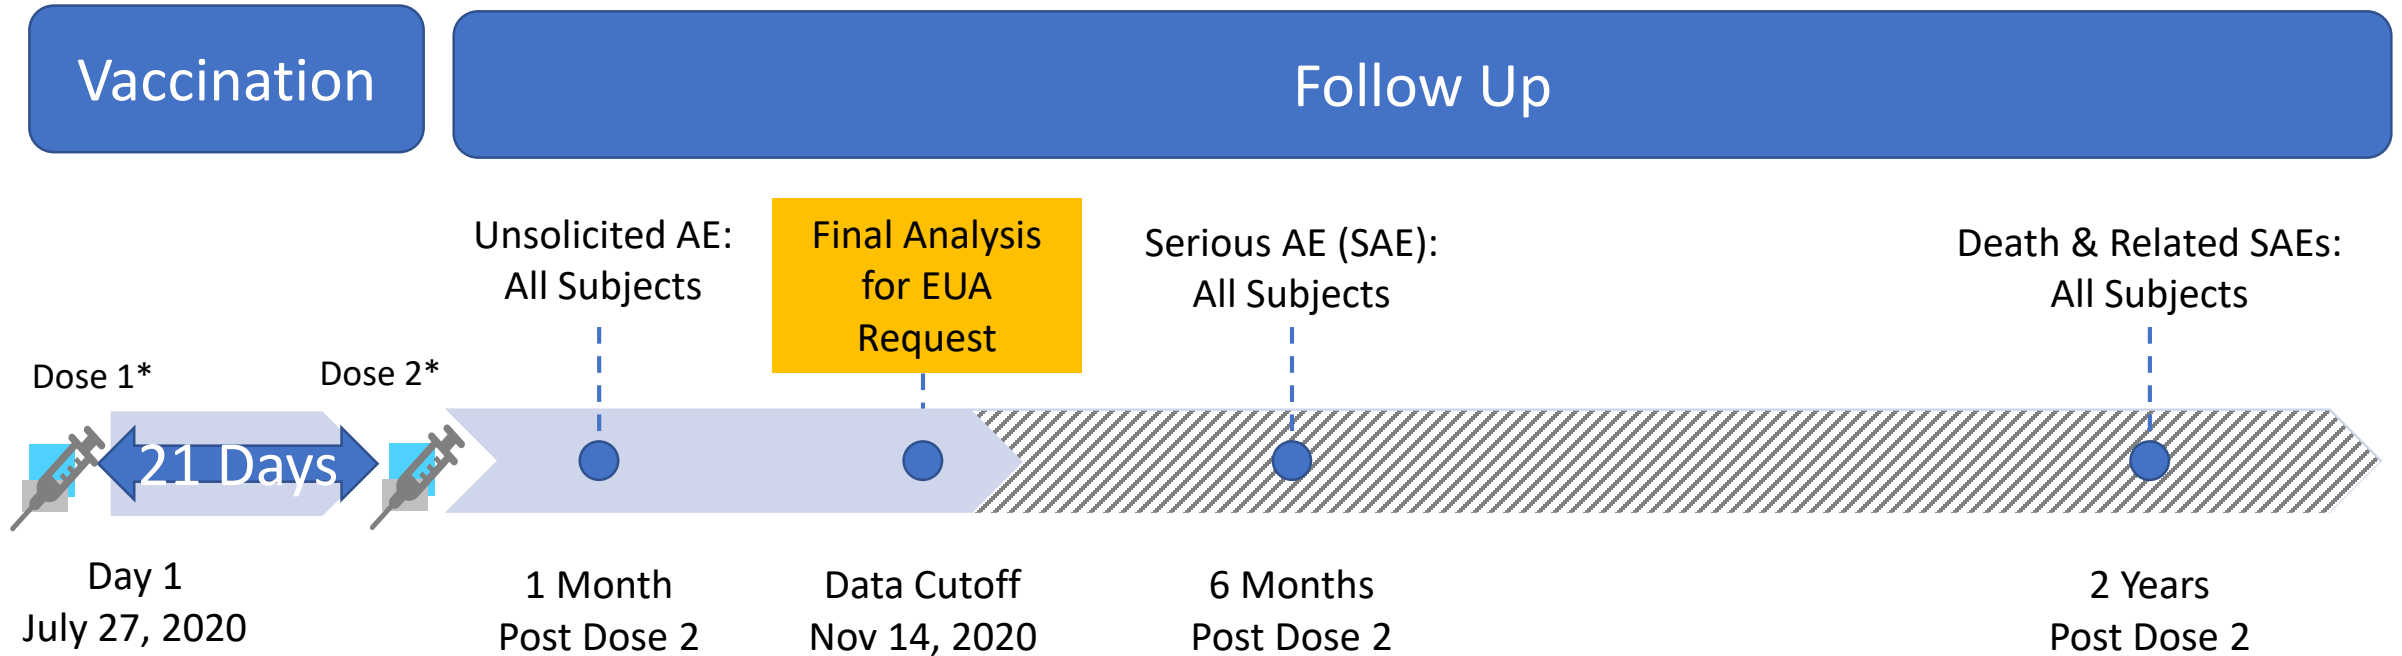 Vaccination
Follow Up
Unsolicited AE:
All Subjects
Final Analysis
for EUA
Request
Serious AE (SAE):
All Subjects
Death & Related SAEs:
All Subjects
Dose 1*
Dose 2*
21 Days
Day 1
July 27, 2020
1 Month
Post Dose 2
Data Cutoff
Nov 14, 2020
6 Months
Post Dose 2
2 Years
Post Dose 2